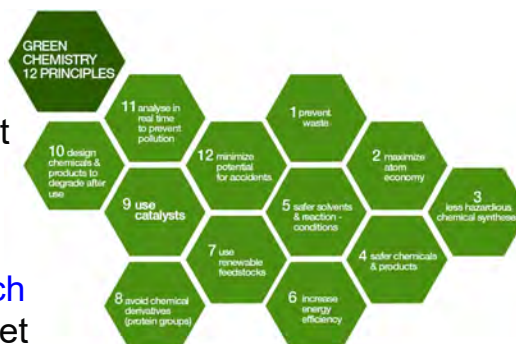 GREEN
CHEMISTRY
12 PRINCIPLES
11 analyse in
real time
to prevent
pollution
1 prevent
waste
t
10 design
chemicals &
products to
degrade after
use
12 minimize
potential
for accidents
2 maximize
atom
economy
9 use
catalysts
5 safer solvents
& reaction -
conditions
3
less hazardious
chemical synthese
7 use
renewable
feedstocks
4 safer chemicals
& products
ch
8 avoid chemical
derivatives
(protein groups)
6 increase
energy
efficiency
et